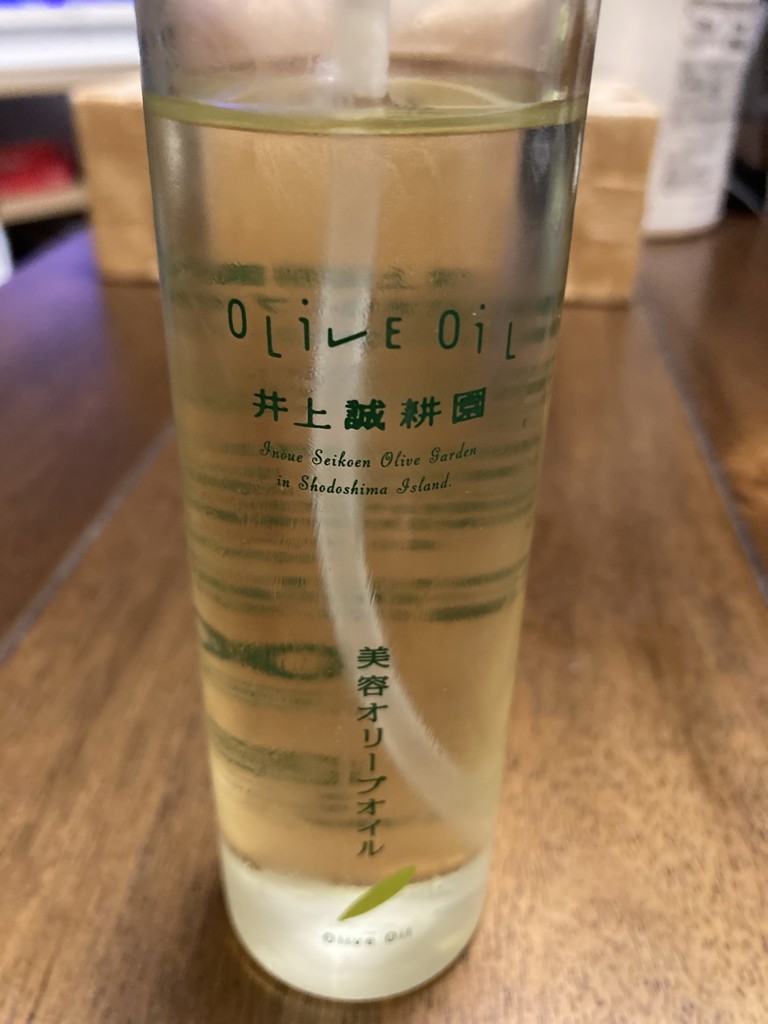 OLiVE OiL
井上誠耕園
Inoue Seikoen Olive Garden
in Shodoshima Island.
美容オリーブオイル
Olive Oil